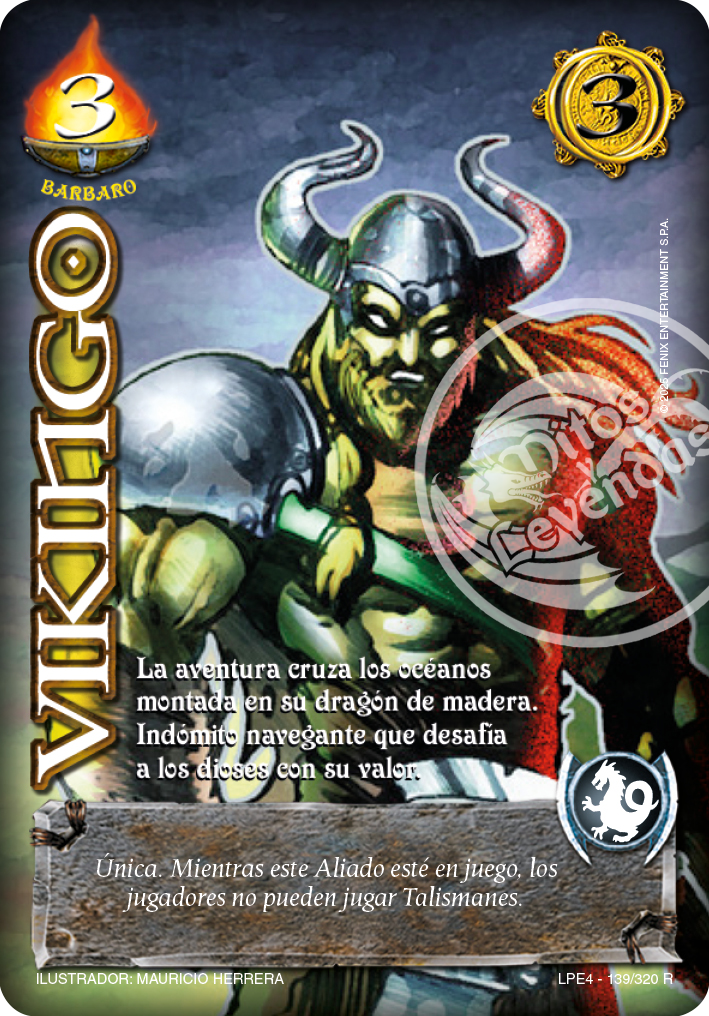 3
3
BARBARO
VIKINGO
© 2025 FENIX ENTERTAINMENT S.P.A.
Mitos y
Leyendas
La aventura cruza los océanos
montada en su dragón de madera.
Indómito navegante que desafía
a los dioses con su valor.
Única. Mientras este Aliado esté en juego, los
jugadores no pueden jugar Talismanes.
ILUSTRADOR: MAURICIO HERRERA
LPE4 - 139/320 R